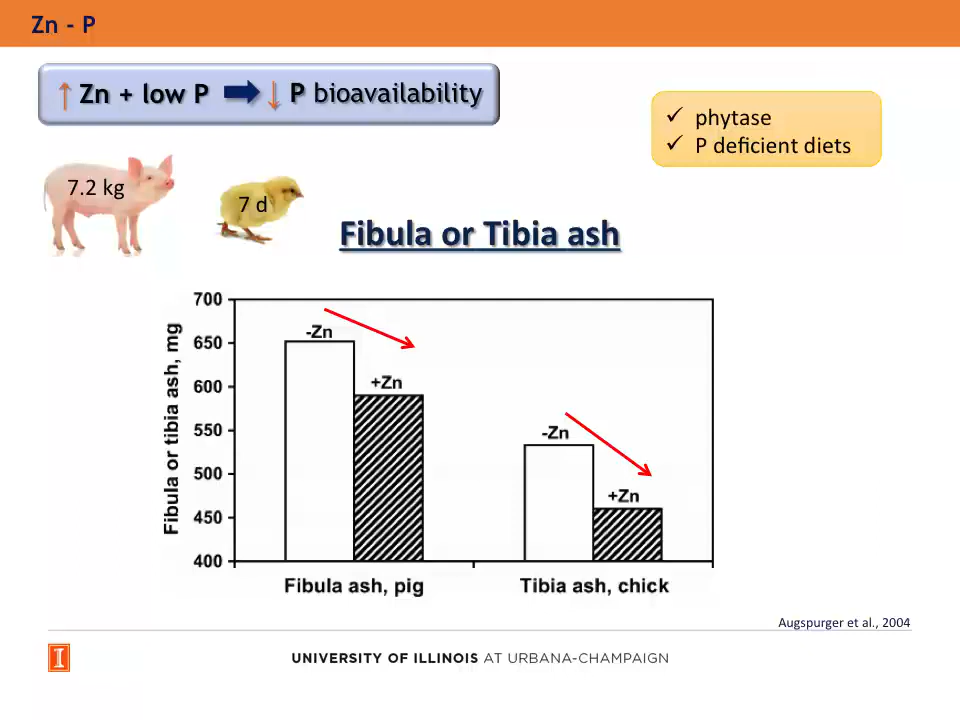 Zn - P
↑ Zn + low P ➡ ↓ P bioavailability
✓ phytase
✓ P deficient diets
7.2 kg
7 d
Fibula or Tibia ash
Fibula or tibia ash, mg
700
650
600
550
500
450
400
-Zn
+Zn
-Zn
+Zn
Fibula ash, pig
Tibia ash, chick
Augspurger et al., 2004
I
UNIVERSITY OF ILLINOIS AT URBANA-CHAMPAIGN